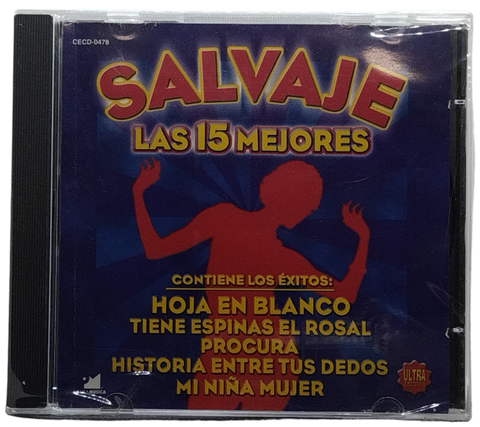 CECD-0478
SALVAJE
LAS 15 MEJORES
CONTIENE LOS ÉXITOS:
HOJA EN BLANCO
TIENE ESPINAS EL ROSAL
PROCURA
HISTORIA ENTRE TUS DEDOS
MI NIÑA MUJER
ULTRA